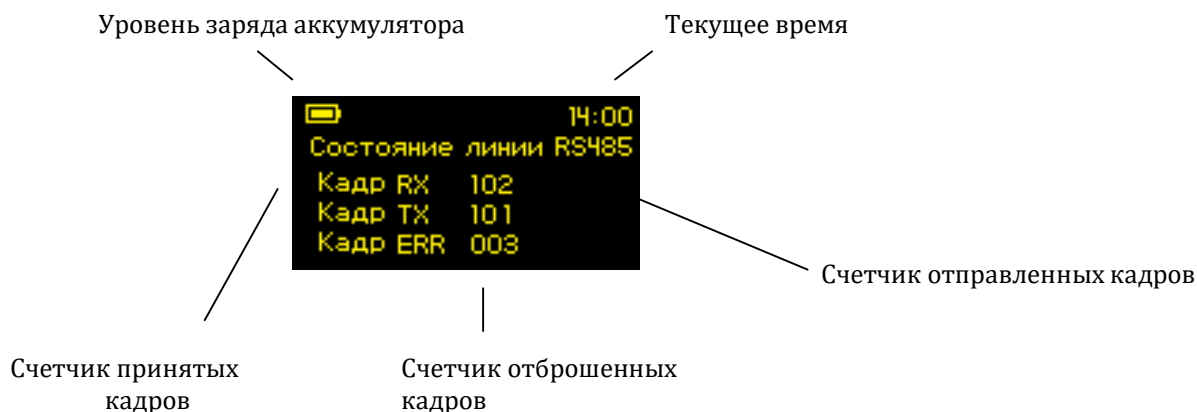 Уровень заряда аккумулятора
Текущее время
14:00
Состояние линии RS485
Кадр RX 102
Кадр TX 101
Кадр ERR 003
Счетчик отправленных кадров
Счетчик принятых
кадров
Счетчик отброшенных
кадров